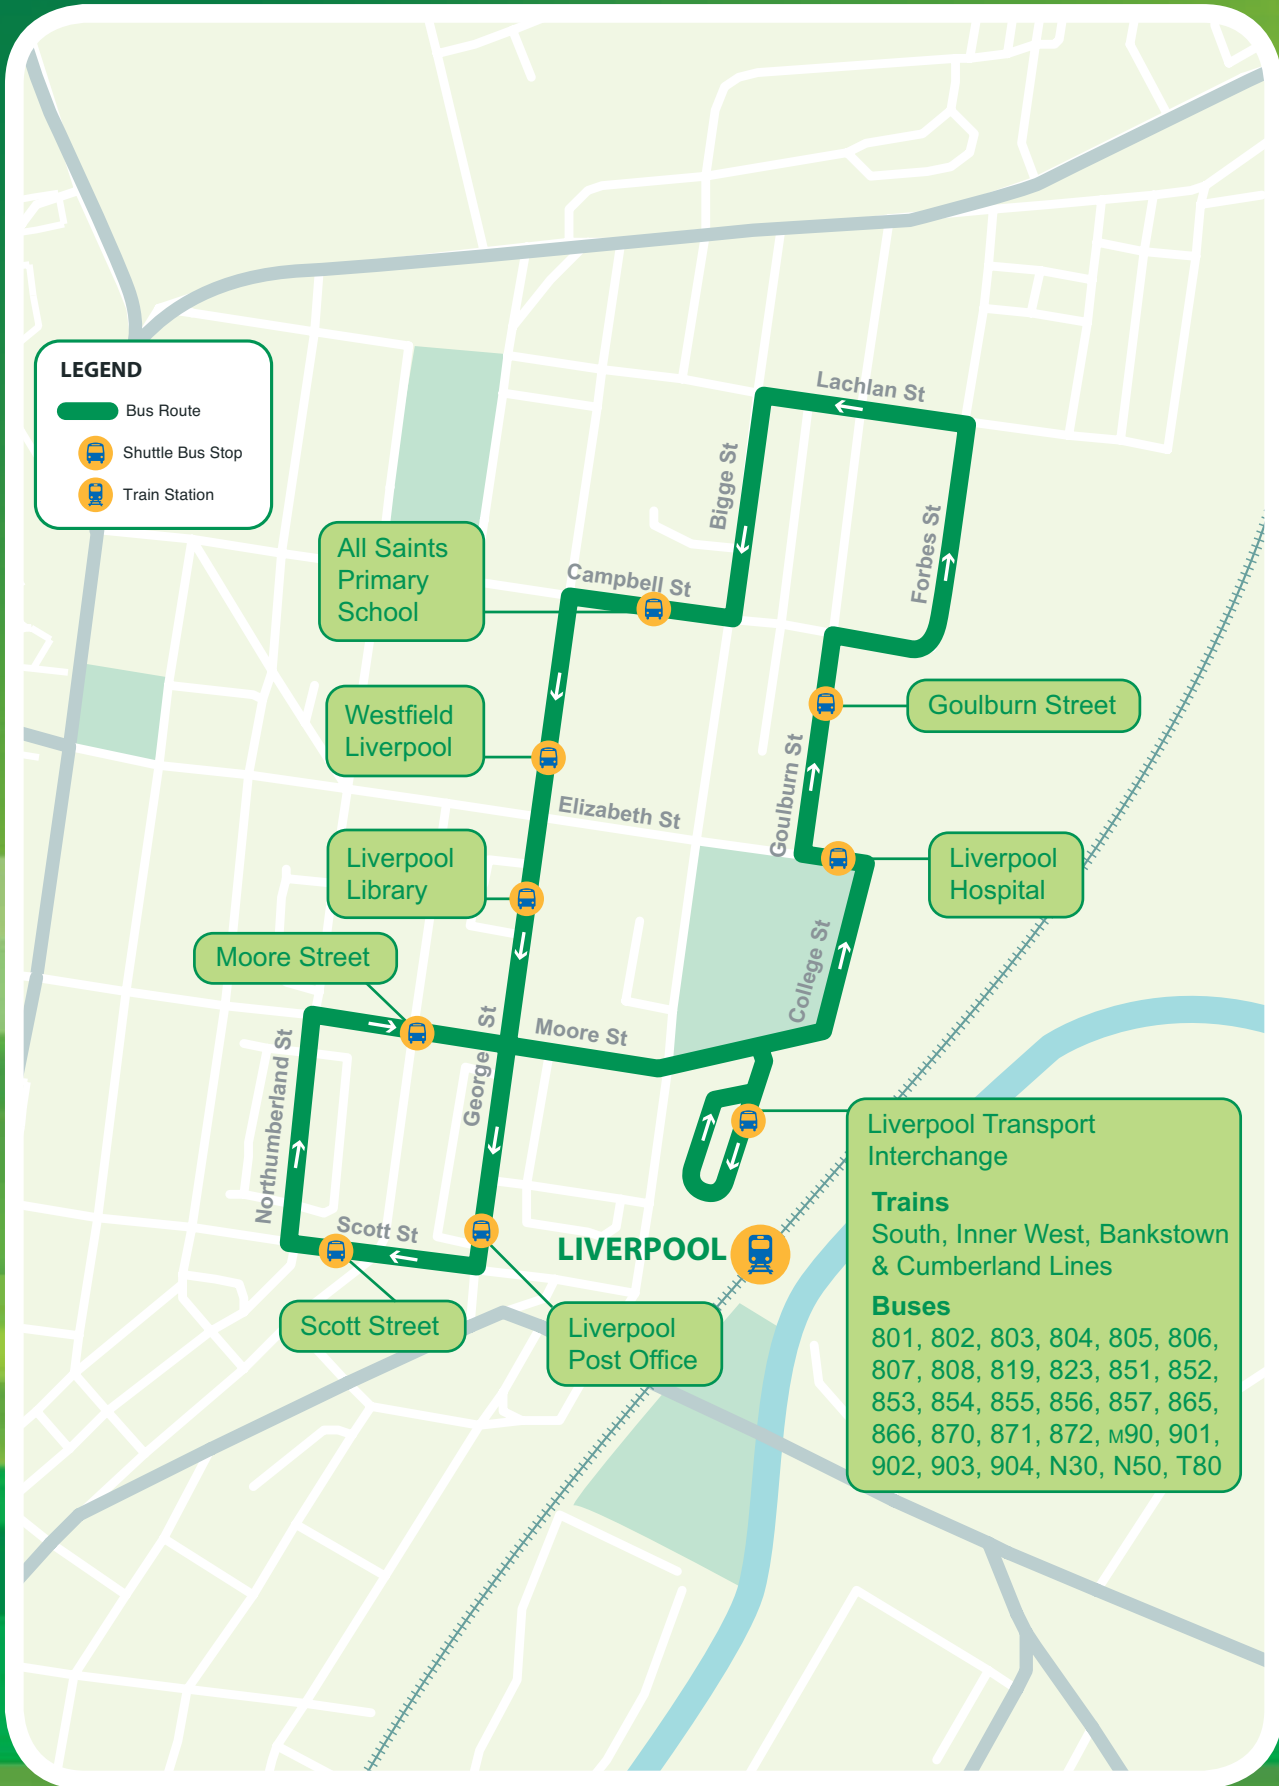 LEGEND
Bus Route
Shuttle Bus Stop
Train Station
Lachlan St
Bigge St
Forbes St
All Saints
Primary
School
Campbell St
Westfield
Liverpool
Goulburn Street
Goulburn St
Elizabeth St
Liverpool
Library
Liverpool
Hospital
Moore Street
College St
Moore St
George St
Northumberland St
Scott St
LIVERPOOL
Scott Street
Liverpool
Post Office
Liverpool Transport
Interchange
Trains
South, Inner West, Bankstown
& Cumberland Lines
Buses
801, 802, 803, 804, 805, 806,
807, 808, 819, 823, 851, 852,
853, 854, 855, 856, 857, 865,
866, 870, 871, 872, M90, 901,
902, 903, 904, N30, N50, T80